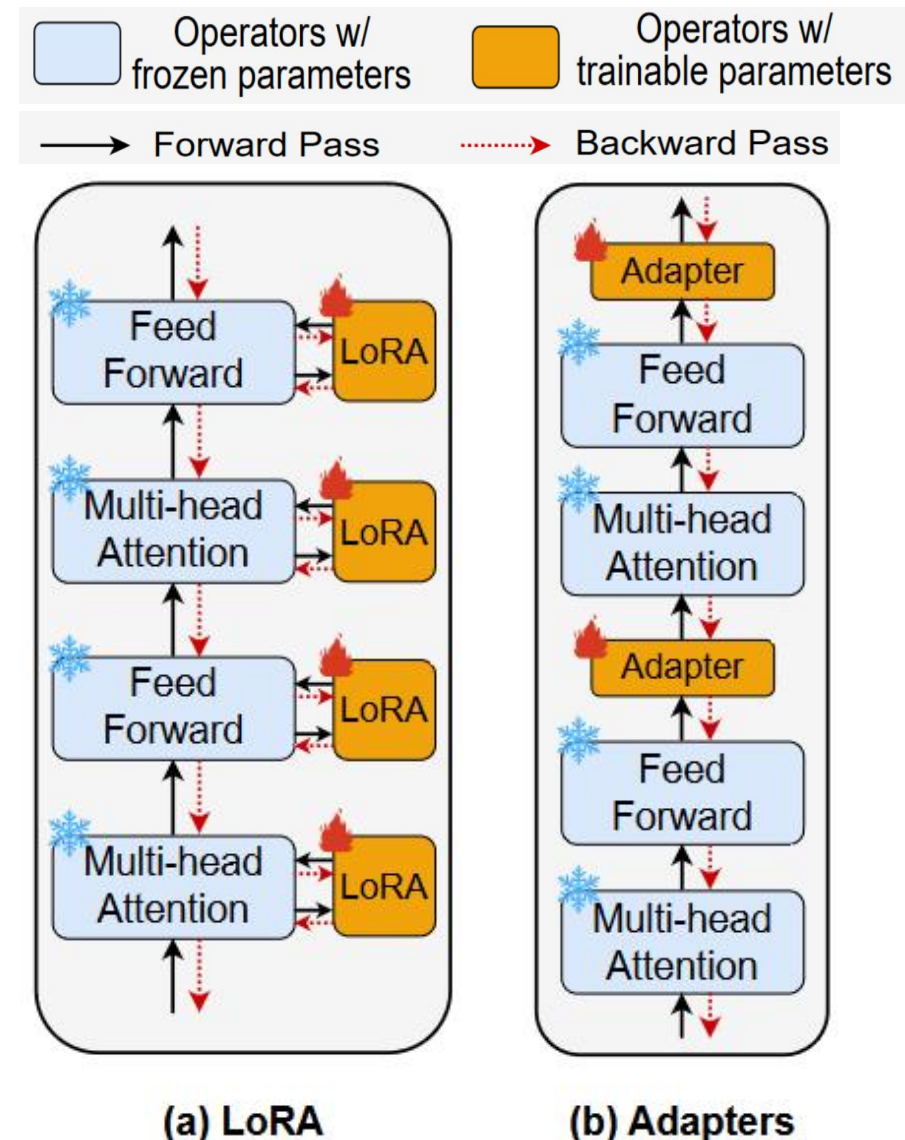 Operators w/
frozen parameters
Operators w/
trainable parameters
Forward Pass
Backward Pass
Feed
Forward
LoRA
Multi-head
Attention
LoRA
Feed
Forward
LoRA
Multi-head
Attention
LoRA
(a) LoRA
Adapter
Feed
Forward
Multi-head
Attention
Adapter
Feed
Forward
Multi-head
Attention
(b) Adapters